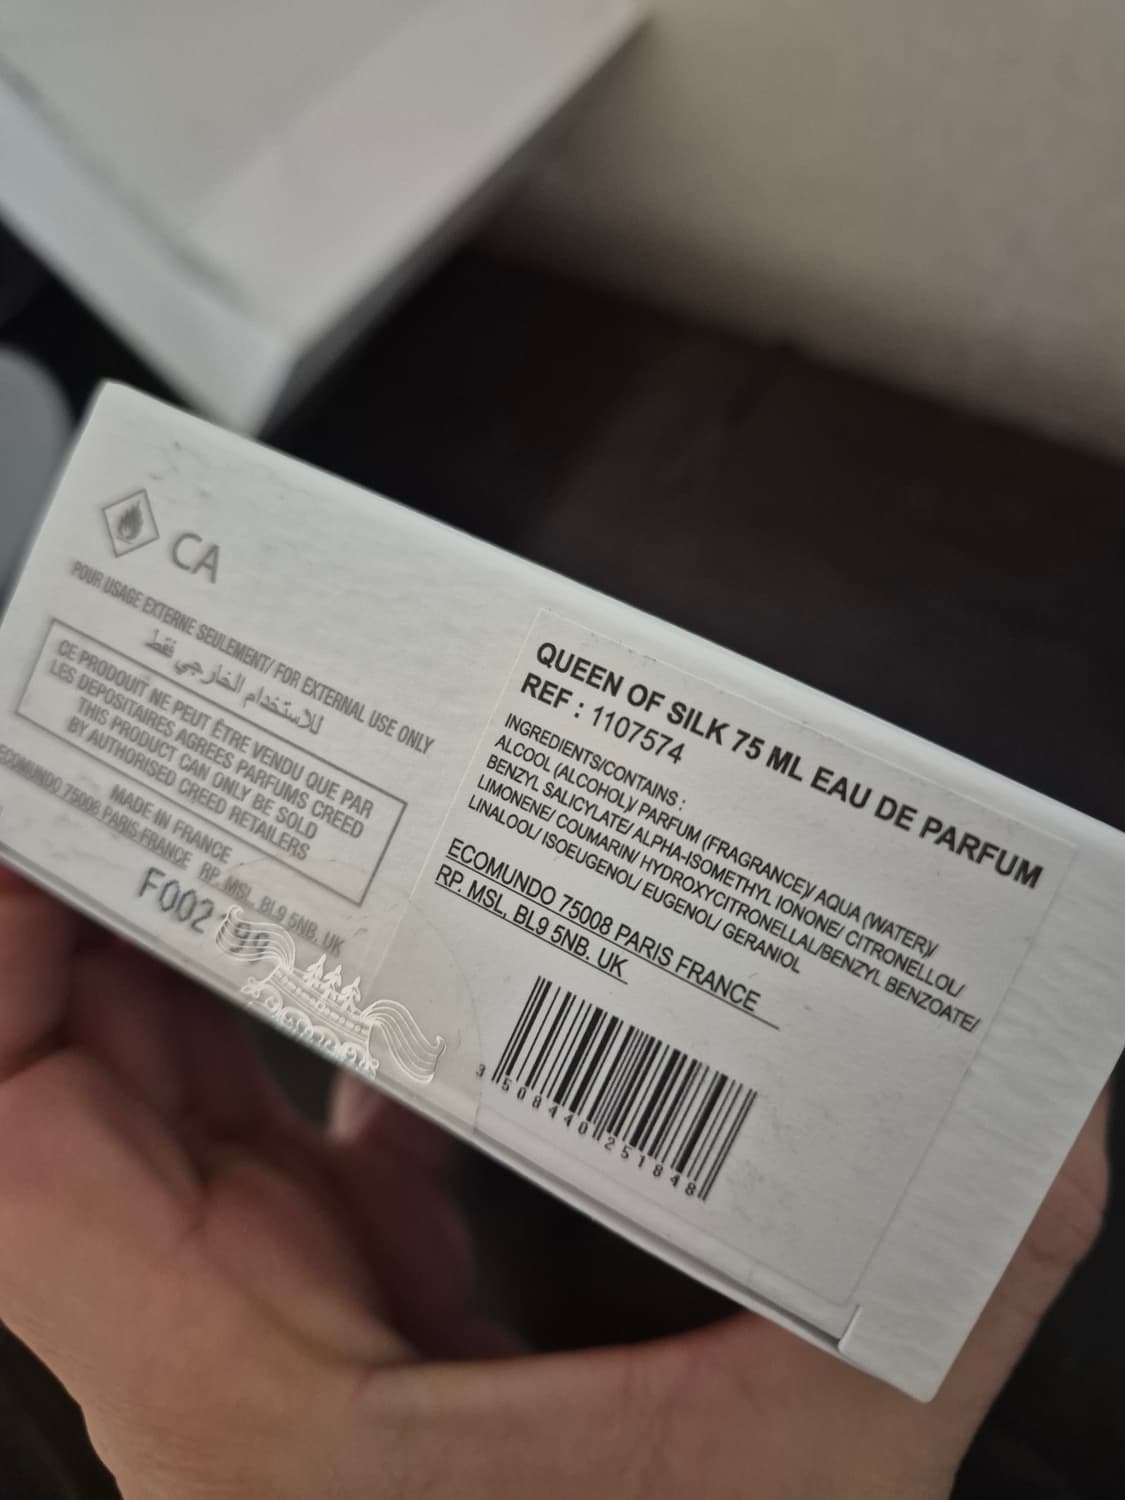 CA
POUR USAGE EXTERNE SEULEMENT/ FOR EXTERNAL USE ONLY
للاستخدام الخارجي فقط
CE PRODOUIT NE PEUT ÊTRE VENDU QUE PAR
LES DEPOSITAIRES AGREES PARFUMS CREED
THIS PRODUCT CAN ONLY BE SOLD
BY AUTHORISED CREED RETAILERS
MADE IN FRANCE
ECOMUNDO 75008 PARIS FRANCE RP. MSL, BL9 5NB, UK
QUEEN OF SILK 75 ML EAU DE PARFUM
REF : 1107574
INGREDIENTS/CONTAINS :
ALCOOL (ALCOHOL)/ PARFUM (FRAGRANCE)/ AQUA (WATER)/
BENZYL SALICYLATE/ ALPHA-ISOMETHYL IONONE/ CITRONELLOL/
LIMONENE/ COUMARIN/ HYDROXYCITRONELLAL/BENZYL BENZOATE/
LINALOOL/ ISOEUGENOL/ EUGENOL/ GERANIOL
ECOMUNDO 75008 PARIS FRANCE
RP. MSL, BL9 5NB. UK
3 508440 251848